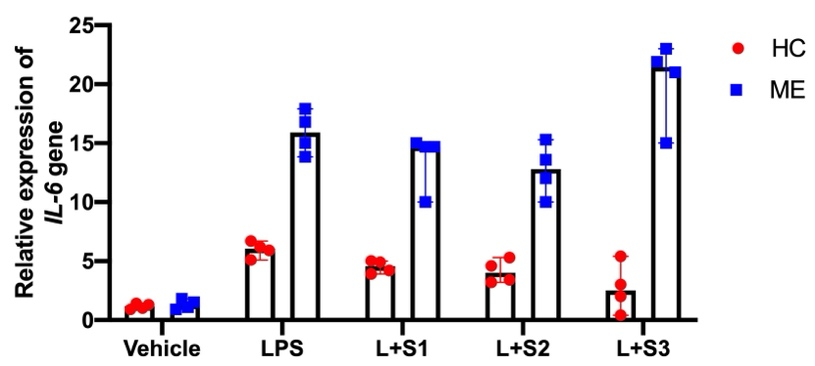 Relative expression of
IL-6 gene
25
20
15
10
5
0
Vehicle
LPS
L+S1
L+S2
L+S3
HC
ME